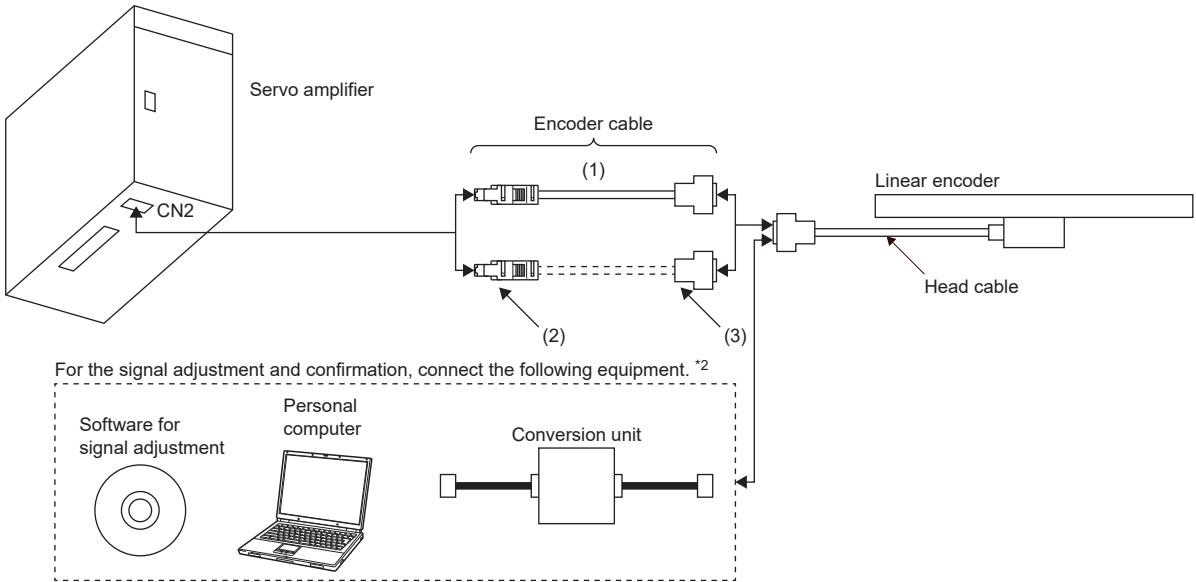 Servo amplifier
Encoder cable
(1)
Linear encoder
CN2
Head cable
(2)
(3)
For the signal adjustment and confirmation, connect the following equipment. *2
Software for
signal adjustment
Personal
computer
Conversion unit